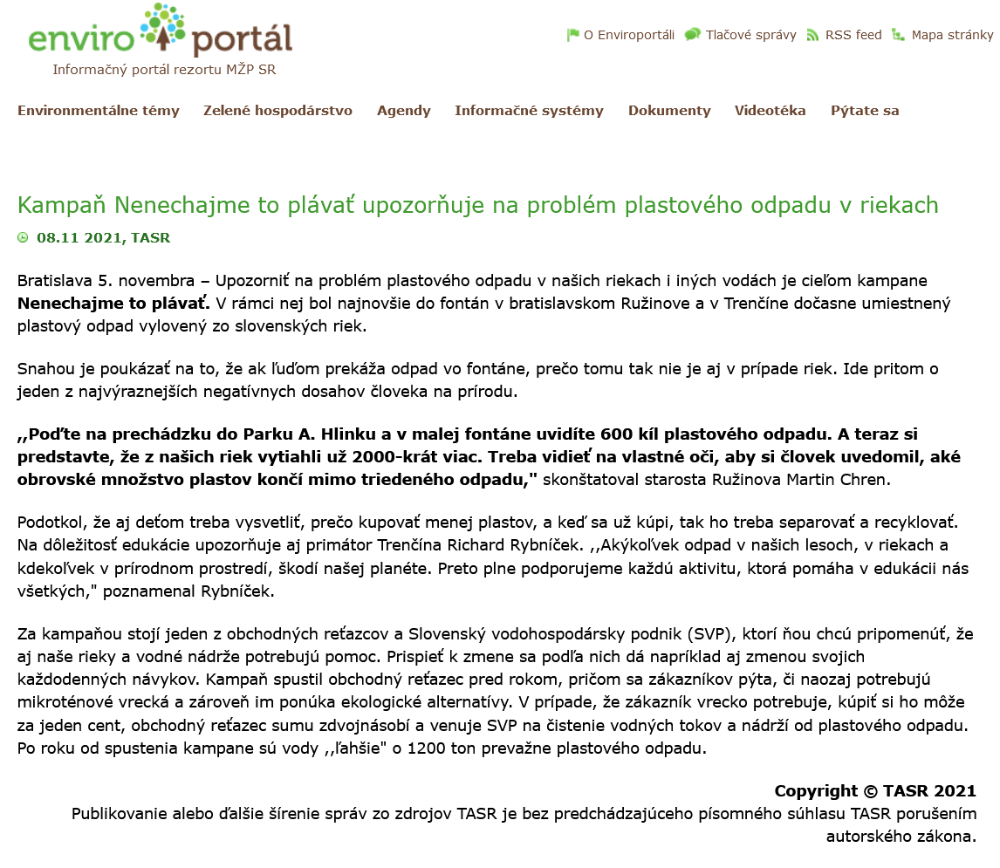 enviro portál
Informačný portál rezortu MŽP SR
O Enviroportáli Tlačové správy RSS feed Mapa stránky
Environmentálne témy Zelené hospodárstvo Agendy Informačné systémy Dokumenty Videotéka Pýtate sa
Kampaň Nenechajme to plávať upozorňuje na problém plastového odpadu v riekach
08.11 2021, TASR
Bratislava 5. novembra – Upozorniť na problém plastového odpadu v našich riekach i iných vodách je cieľom kampane
Nenechajme to plávať. V rámci nej bol najnovšie do fontán v bratislavskom Ružinove a v Trenčíne dočasne umiestnený
plastový odpad vylovený zo slovenských riek.
Snahou je poukázať na to, že ak ľuďom prekáža odpad vo fontáne, prečo tomu tak nie je aj v prípade riek. Ide pritom o
jeden z najvýraznejších negatívnych dosahov človeka na prírodu.
,,Poďte na prechádzku do Parku A. Hlinku a v malej fontáne uvidíte 600 kíl plastového odpadu. A teraz si
predstavte, že z našich riek vytiahli už 2000-krát viac. Treba vidieť na vlastné oči, aby si človek uvedomil, aké
obrovské množstvo plastov končí mimo triedeného odpadu," skonštatoval starosta Ružinova Martin Chren.
Podotkol, že aj deťom treba vysvetliť, prečo kupovať menej plastov, a keď sa už kúpi, tak ho treba separovať a recyklovať.
Na dôležitosť edukácie upozorňuje aj primátor Trenčína Richard Rybníček. ,,Akýkoľvek odpad v našich lesoch, v riekach a
kdekoľvek v prírodnom prostredí, škodí našej planéte. Preto plne podporujeme každú aktivitu, ktorá pomáha v edukácii nás
všetkých," poznamenal Rybníček.
Za kampaňou stojí jeden z obchodných reťazcov a Slovenský vodohospodársky podnik (SVP), ktorí ňou chcú pripomenúť, že
aj naše rieky a vodné nádrže potrebujú pomoc. Prispieť k zmene sa podľa nich dá napríklad aj zmenou svojich
každodenných návykov. Kampaň spustil obchodný reťazec pred rokom, pričom sa zákazníkov pýta, či naozaj potrebujú
mikroténové vrecká a zároveň im ponúka ekologické alternatívy. V prípade, že zákazník vrecko potrebuje, kúpiť si ho môže
za jeden cent, obchodný reťazec sumu zdvojnásobí a venuje SVP na čistenie vodných tokov a nádrží od plastového odpadu.
Po roku od spustenia kampane sú vody ,,ľahšie" o 1200 ton prevažne plastového odpadu.
Copyright © TASR 2021
Publikovanie alebo ďalšie šírenie správ zo zdrojov TASR je bez predchádzajúceho písomného súhlasu TASR porušením
autorského zákona.